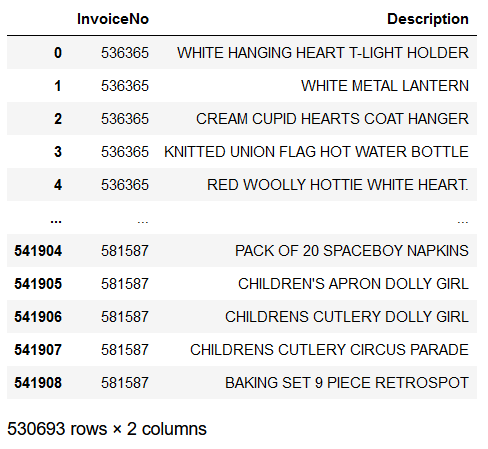 InvoiceNo Description
0 536365 WHITE HANGING HEART T-LIGHT HOLDER
1 536365 WHITE METAL LANTERN
2 536365 CREAM CUPID HEARTS COAT HANGER
3 536365 KNITTED UNION FLAG HOT WATER BOTTLE
4 536365 RED WOOLLY HOTTIE WHITE HEART.
... ... ...
541904 581587 PACK OF 20 SPACEBOY NAPKINS
541905 581587 CHILDREN'S APRON DOLLY GIRL
541906 581587 CHILDRENS CUTLERY DOLLY GIRL
541907 581587 CHILDRENS CUTLERY CIRCUS PARADE
541908 581587 BAKING SET 9 PIECE RETROSPOT
530693 rows × 2 columns